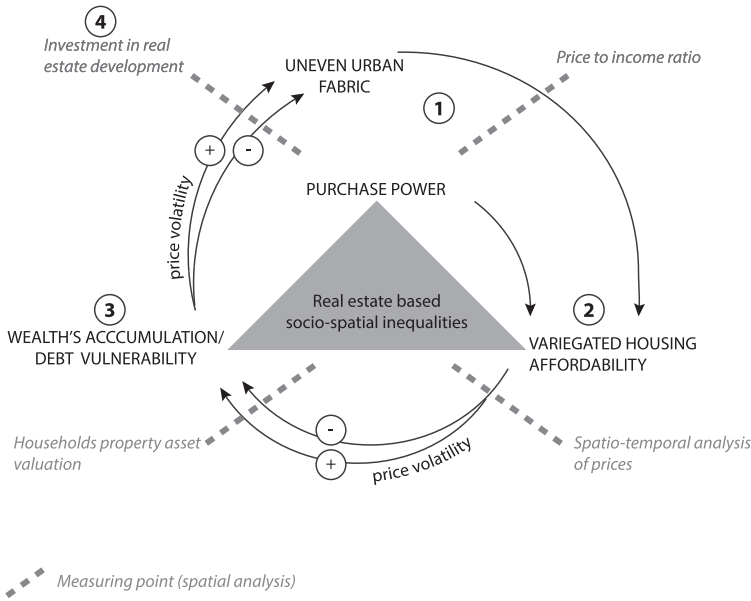 4
Investment in real
estate development
UNEVEN URBAN
FABRIC
Price to income ratio
1
+
-
PURCHASE POWER
price volatility
Real estate based
socio-spatial inequalities
3
WEALTH'S ACCCUMULATION/
DEBT VULNERABILITY
2
VARIEGATED HOUSING
AFFORDABILITY
-
+
price volatility
Households property asset
valuation
Spatio-temporal analysis
of prices
Measuring point (spatial analysis)